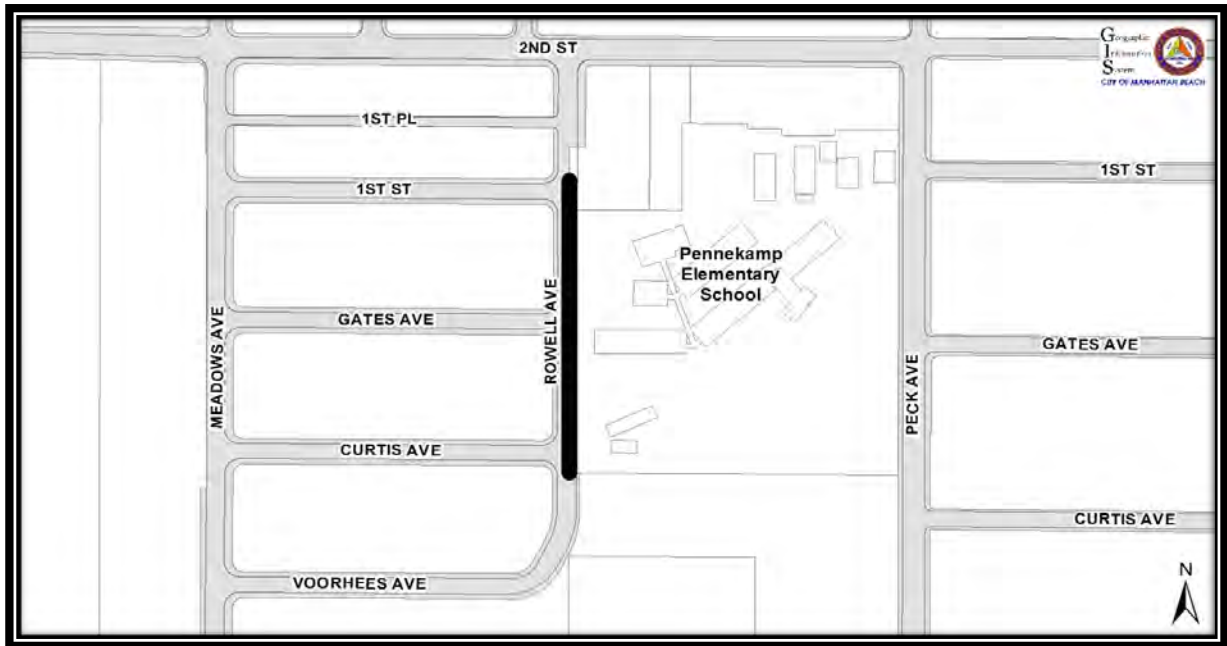 2ND ST
Geographic
Information
System
CITY OF MANHATTAN BEACH
1ST PL
1ST ST
1ST ST
Pennekamp
Elementary
School
MEADOWS AVE
GATES AVE
ROWELL AVE
PECK AVE
GATES AVE
CURTIS AVE
CURTIS AVE
VOORHEES AVE
N